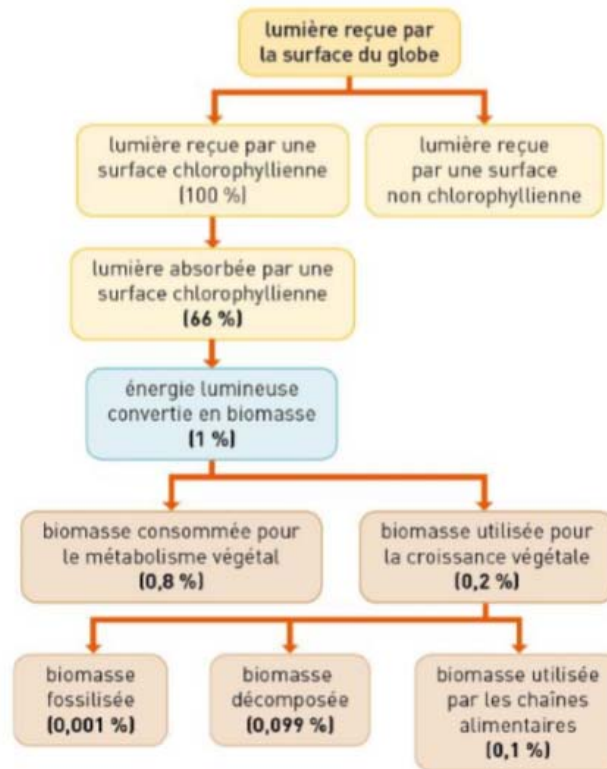 lumière reçue par
la surface du globe
lumière reçue par une
surface chlorophyllienne
(100 %)
lumière reçue
par une surface
non chlorophyllienne
lumière absorbée par une
surface chlorophyllienne
(66 %)
énergie lumineuse
convertie en biomasse
(1 %)
biomasse consommée pour
le métabolisme végétal
(0,8 %)
biomasse utilisée pour
la croissance végétale
(0,2 %)
biomasse
fossilisée
(0,001 %)
biomasse
décomposée
(0,099 %)
biomasse utilisée
par les chaînes
alimentaires
(0,1 %)